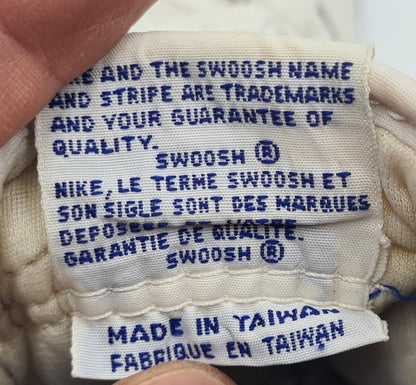 AND THE SWOOSH NAME
AND STRIPE ARE TRADEMARKS
AND YOUR GUARANTEE OF
QUALITY.
SWOOSH ®
NIKE, LE TERME SWOOSH ET
SON SIGLE SONT DES MARQUES
DEPOSEES DE
GARANTIE DE QUALITE.
SWOOSH ®
MADE IN TAIWAN
FABRIQUE EN TAIWAN